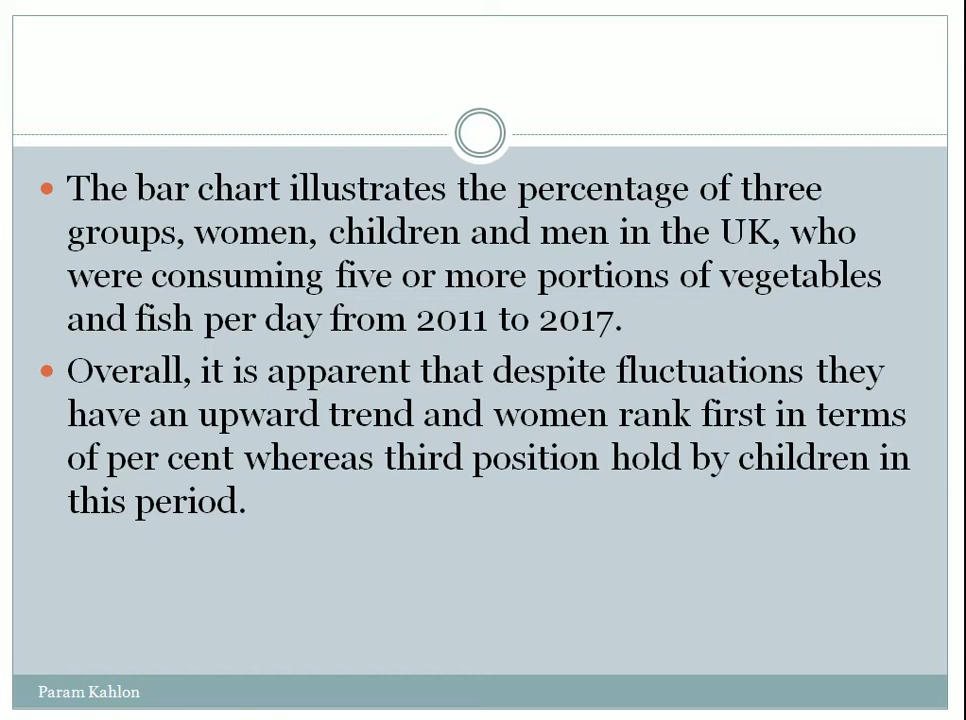 The bar chart illustrates the percentage of three
groups, women, children and men in the UK, who
were consuming five or more portions of vegetables
and fish per day from 2011 to 2017.
Overall, it is apparent that despite fluctuations they
have an upward trend and women rank first in terms
of per cent whereas third position hold by children in
this period.
Param Kahlon